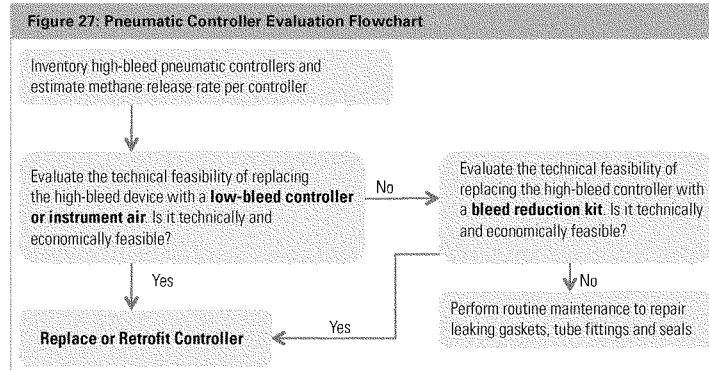 Figure 27: Pneumatic Controller Evaluation Flowchart
Inventory high-bleed pneumatic controllers and
estimate methane release rate per controller
Evaluate the technical feasibility of replacing
the high-bleed device with a low-bleed controller
or instrument air. Is it technically and
economically feasible?
No
Evaluate the technical feasibility of
replacing the high-bleed controller with
a bleed reduction kit. Is it technically
and economically feasible?
Yes
No
Replace or Retrofit Controller
Yes
Perform routine maintenance to repair
leaking gaskets, tube fittings and seals